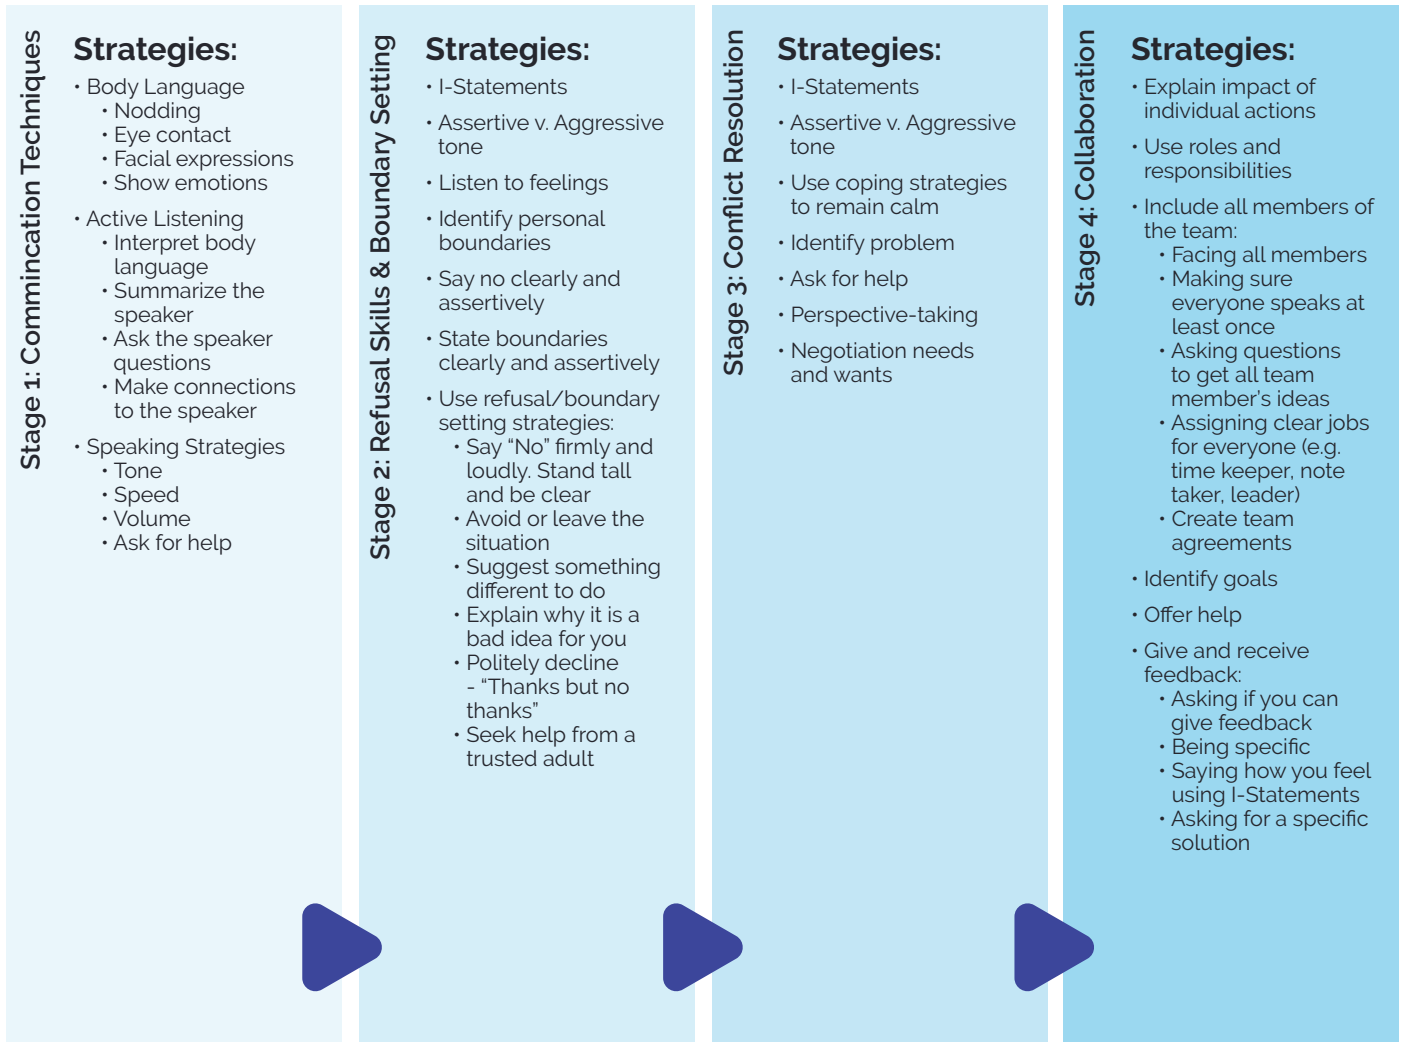 Stage 1: Commincation Techniques
Strategies:
• Body Language
• Nodding
• Eye contact
• Facial expressions
• Show emotions
• Active Listening
• Interpret body
language
• Summarize the
speaker
• Ask the speaker
questions
• Make connections
to the speaker
• Speaking Strategies
• Tone
• Speed
• Volume
• Ask for help
Stage 2: Refusal Skills & Boundary Setting
Strategies:
• I-Statements
• Assertive v. Aggressive
tone
• Listen to feelings
• Identify personal
boundaries
• Say no clearly and
assertively
• State boundaries
clearly and assertively
• Use refusal/boundary
setting strategies:
• Say “No” firmly and
loudly. Stand tall
and be clear
• Avoid or leave the
situation
• Suggest something
different to do
• Explain why it is a
bad idea for you
• Politely decline
- “Thanks but no
thanks”
• Seek help from a
trusted adult
Stage 3: Conflict Resolution
Strategies:
• I-Statements
• Assertive v. Aggressive
tone
• Use coping strategies
to remain calm
• Identify problem
• Ask for help
• Perspective-taking
• Negotiation needs
and wants
Stage 4: Collaboration
Strategies:
• Explain impact of
individual actions
• Use roles and
responsibilities
• Include all members of
the team:
• Facing all members
• Making sure
everyone speaks at
least once
• Asking questions
to get all team
member’s ideas
• Assigning clear jobs
for everyone (e.g.
time keeper, note
taker, leader)
• Create team
agreements
• Identify goals
• Offer help
• Give and receive
feedback:
• Asking if you can
give feedback
• Being specific
• Saying how you feel
using I-Statements
• Asking for a specific
solution